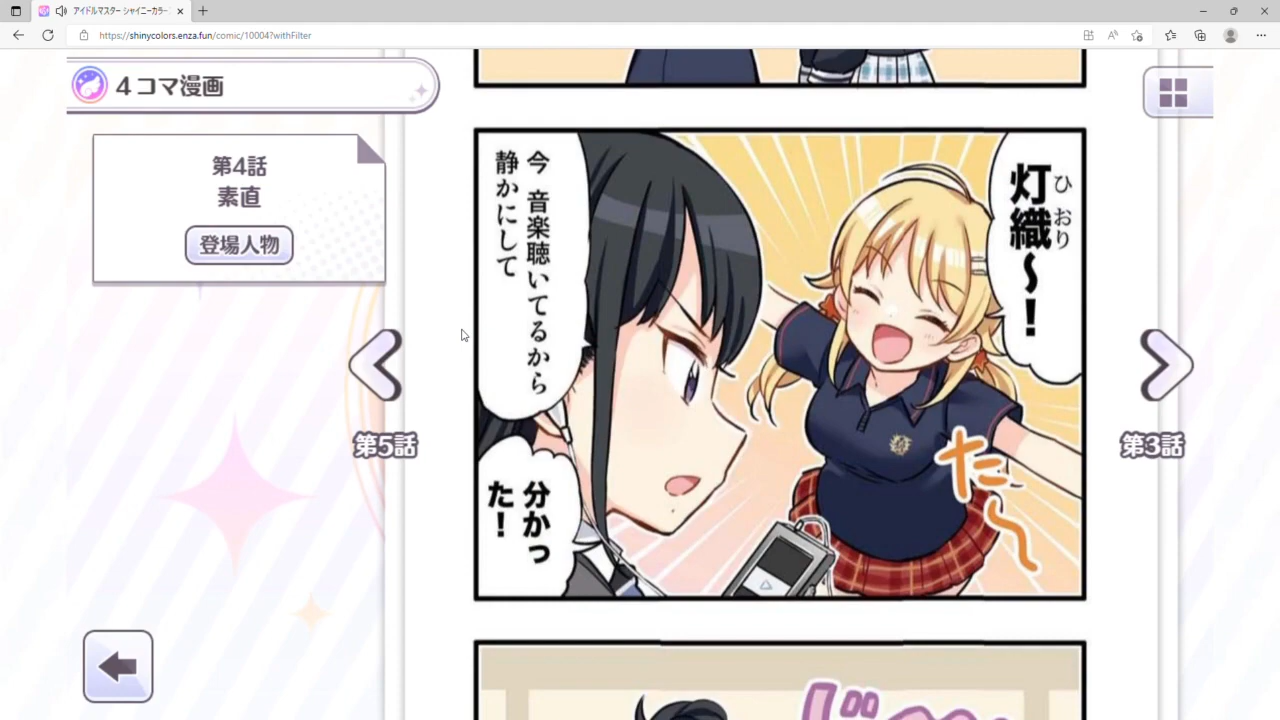 アイドルマスター シャイニーカラー
https://shinycolors.enza.fun/comic/10004?withFilter
4コマ漫画
第4話
素直
登場人物
灯織〜!
ひおり
今 音楽聴いてるから
静かにして
た〜
分かっ
た!
第5話
第3話